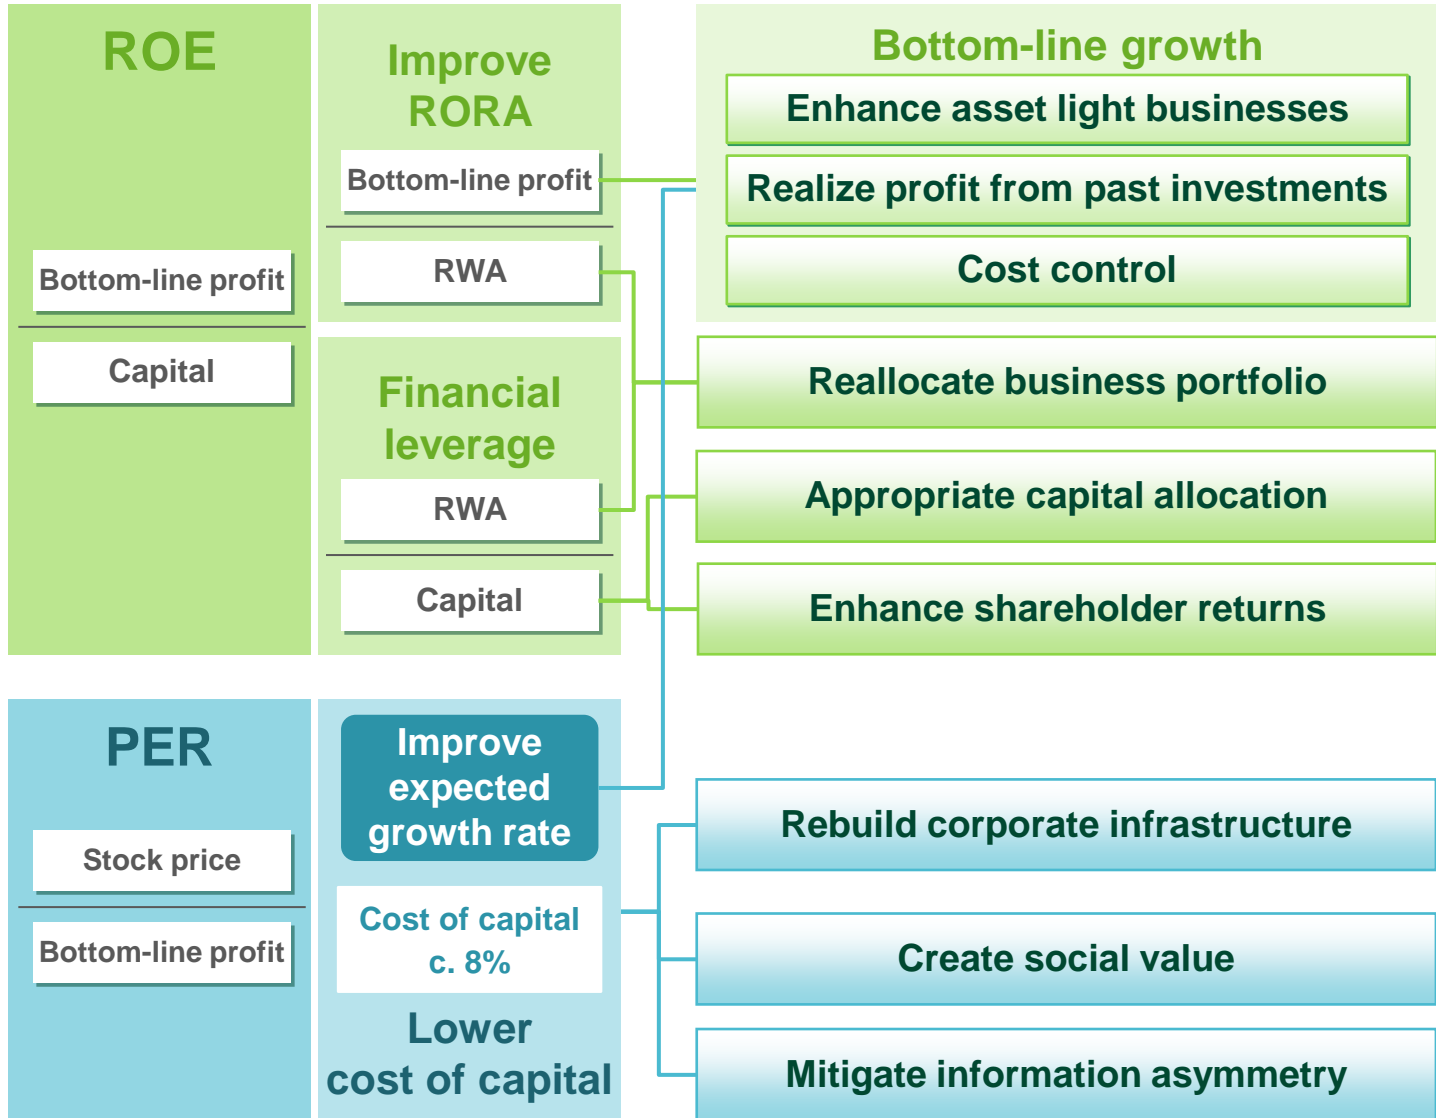 ROE
Bottom-line profit
Capital
Improve
RORA
Bottom-line profit
RWA
Financial
leverage
RWA
Capital
Bottom-line growth
Enhance asset light businesses
Realize profit from past investments
Cost control
Reallocate business portfolio
Appropriate capital allocation
Enhance shareholder returns
PER
Stock price
Bottom-line profit
Improve
expected
growth rate
Cost of capital
c. 8%
Lower
cost of capital
Rebuild corporate infrastructure
Create social value
Mitigate information asymmetry